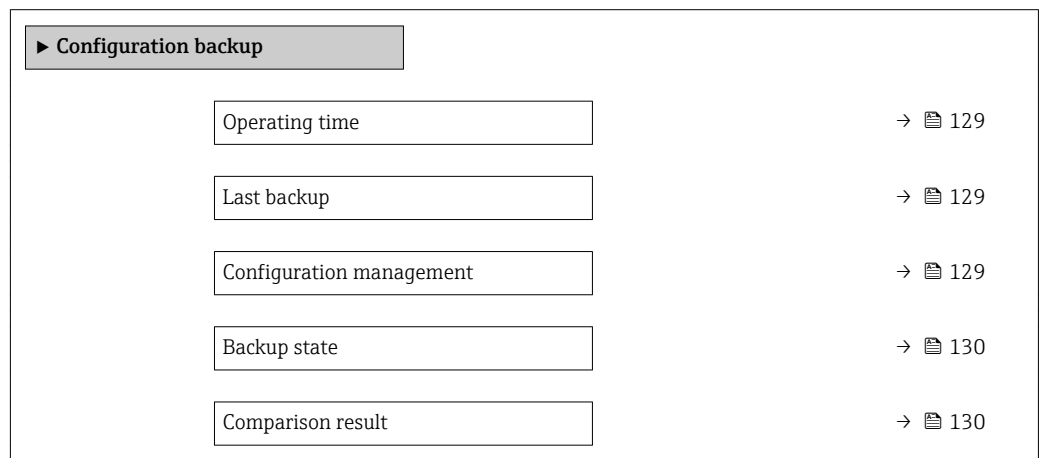 ► Configuration backup
Operating time → 129
Last backup → 129
Configuration management → 129
Backup state → 130
Comparison result → 130